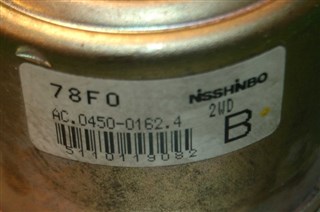 78F0
NiSSHiNBO
AC.0450-0162.4
2WD
B
5110119082